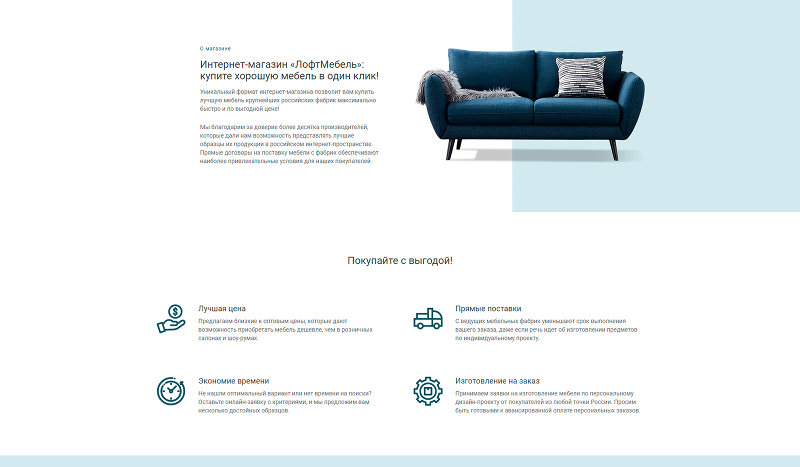 О магазине
Интернет-магазин «ЛофтМебель»:
купите хорошую мебель в один клик!
Уникальный формат интернет-магазина позволит вам купить
лучшую мебель крупнейших российских фабрик максимально
быстро и по выгодной цене!
Мы благодарим за доверие более десятка производителей,
которые дали нам возможность представлять лучшие
образцы их продукции в российском интернет-пространстве.
Прямые договоры на поставку мебели с фабрик обеспечивают
наиболее привлекательные условия для наших покупателей.
Покупайте с выгодой!
Лучшая цена
Предлагаем близкие к оптовым цены, которые дают
возможность приобретать мебель дешевле, чем в розничных
салонах и шоу-румах.
Прямые поставки
С ведущих мебельных фабрик уменьшают срок выполнения
вашего заказа, даже если речь идет об изготовлении предметов
по индивидуальному проекту.
Экономие времени
Не нашли оптимальный вариант или нет времени на поиски?
Оставьте онлайн-заявку с критериями, и мы предложим вам
несколько достойных образцов.
Изготовление на заказ
Принимаем заявки на изготовление мебели по персональному
дизайн-проекту от покупателей из любой точки России. Просим
быть готовыми к авансированной оплате персональных заказов.